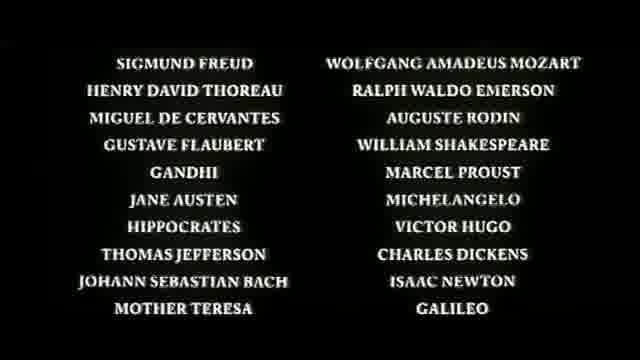 SIGMUND FREUD
HENRY DAVID THOREAU
MIGUEL DE CERVANTES
GUSTAVE FLAUBERT
GANDHI
JANE AUSTEN
HIPPOCRATES
THOMAS JEFFERSON
JOHANN SEBASTIAN BACH
MOTHER TERESA
WOLFGANG AMADEUS MOZART
RALPH WALDO EMERSON
AUGUSTE RODIN
WILLIAM SHAKESPEARE
MARCEL PROUST
MICHELANGELO
VICTOR HUGO
CHARLES DICKENS
ISAAC NEWTON
GALILEO